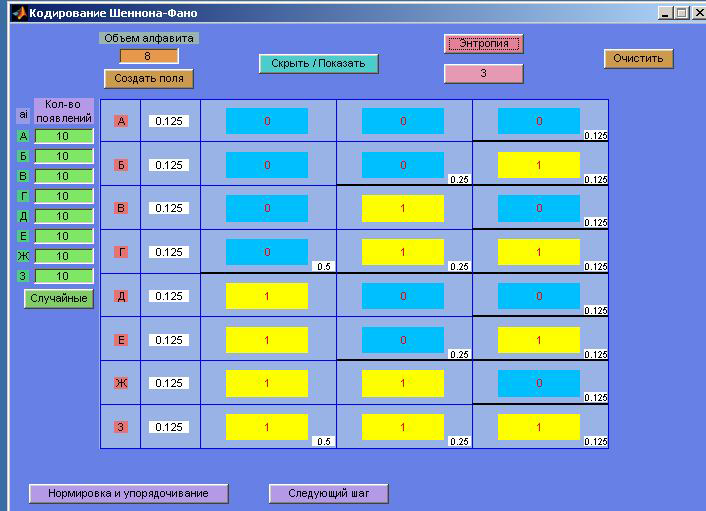 Кодирование Шеннона-Фано
Объем алфавита
8
Создать поля
Скрыть / Показать
Энтропия
3
Очистить
ai Кол-во появлений
А 10
Б 10
В 10
Г 10
Д 10
Е 10
Ж 10
З 10
Случайные
А 0.125 0 0 0 0.125
Б 0.125 0 0 0.25 1 0.125
В 0.125 0 1 0 0.125
Г 0.125 0 0.5 1 0.25 1 0.125
Д 0.125 1 0 0 0.125
Е 0.125 1 0 0.25 1 0.125
Ж 0.125 1 1 0 0.125
З 0.125 1 0.5 1 0.25 1 0.125
Нормировка и упорядочивание
Следующий шаг